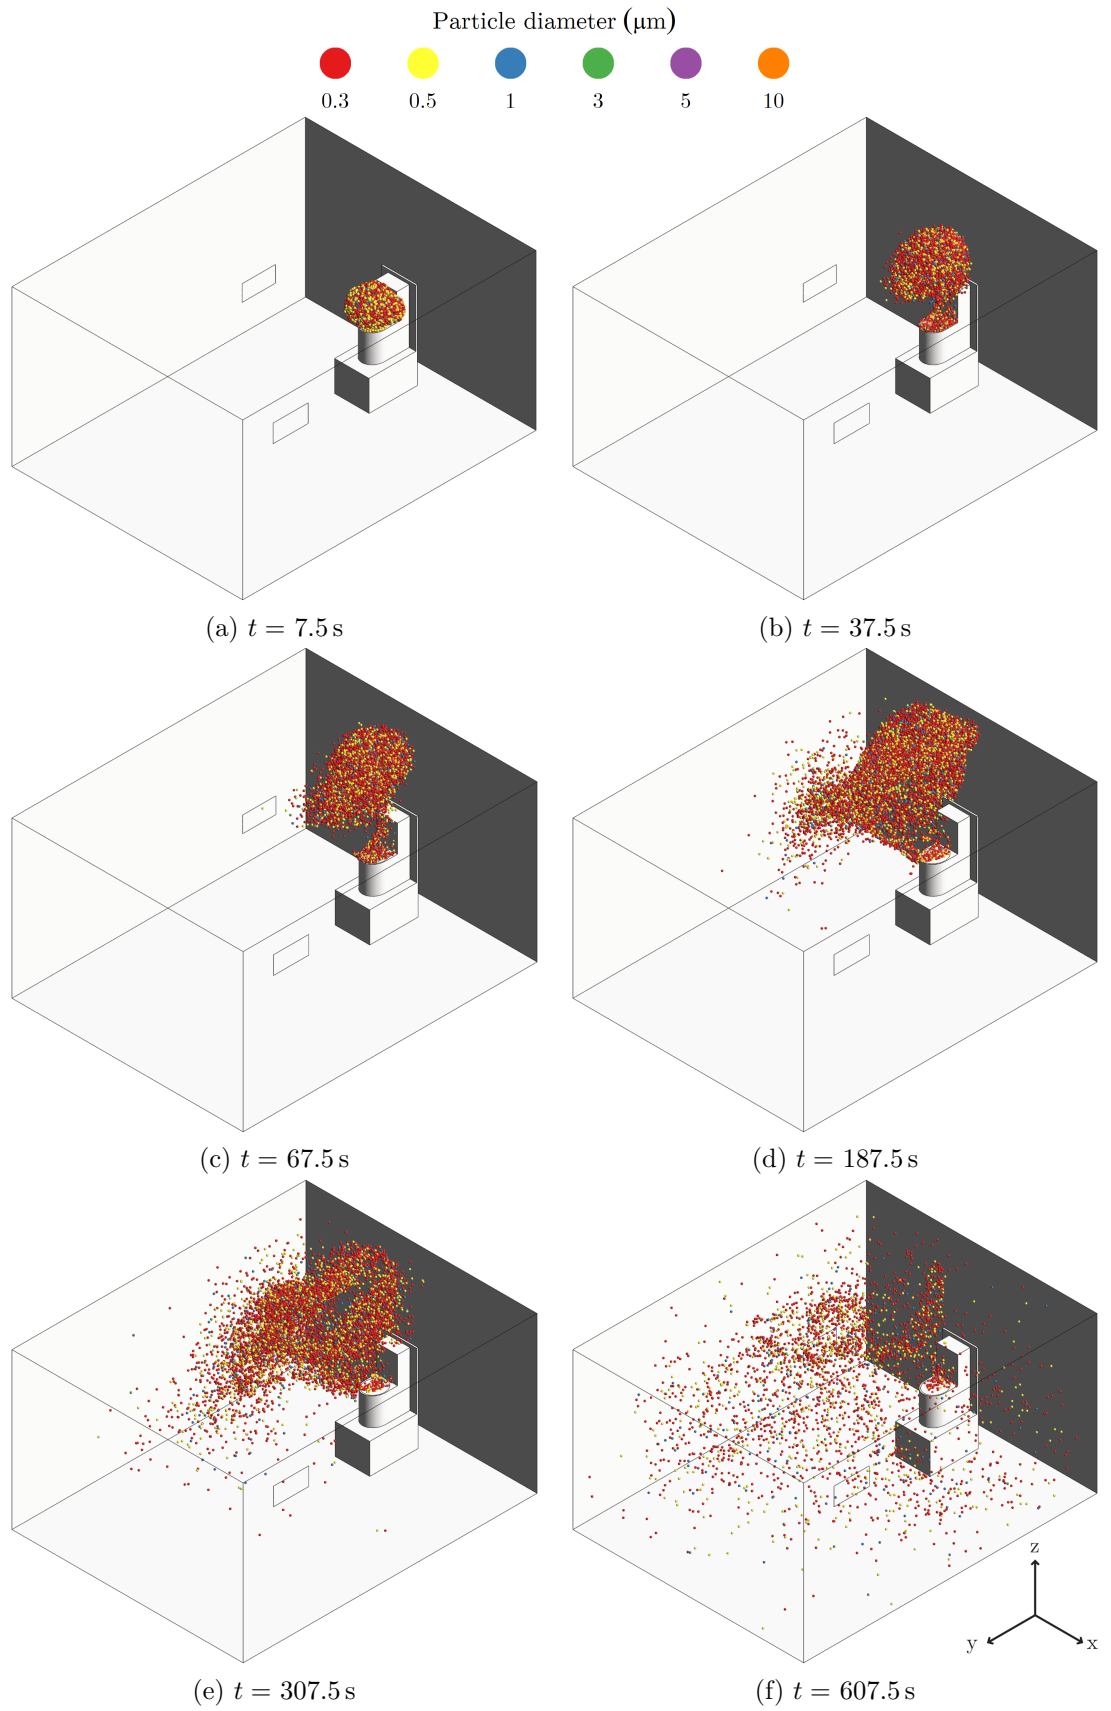 Particle diameter (μm)
0.3 0.5 1 3 5 10
(a) t = 7.5 s
(b) t = 37.5 s
(c) t = 67.5 s
(d) t = 187.5 s
z
y x
(e) t = 307.5 s
(f) t = 607.5 s